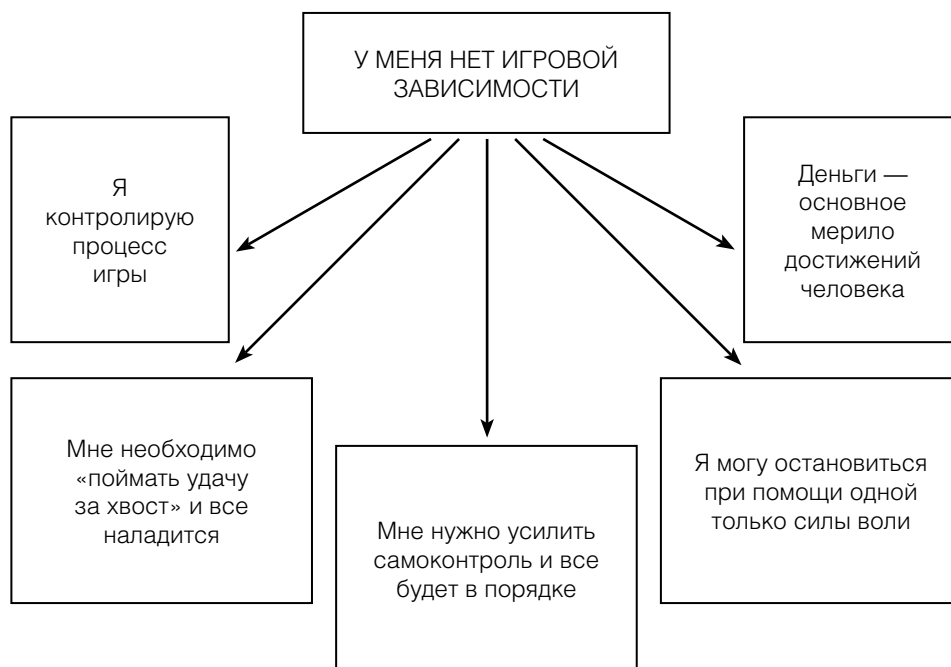 У МЕНЯ НЕТ ИГРОВОЙ
ЗАВИСИМОСТИ
Я
контролирую
процесс
игры
Деньги —
основное
мерило
достижений
человека
Мне необходимо
«поймать удачу
за хвост» и все
наладится
Мне нужно усилить
самоконтроль и все
будет в порядке
Я могу остановиться
при помощи одной
только силы воли